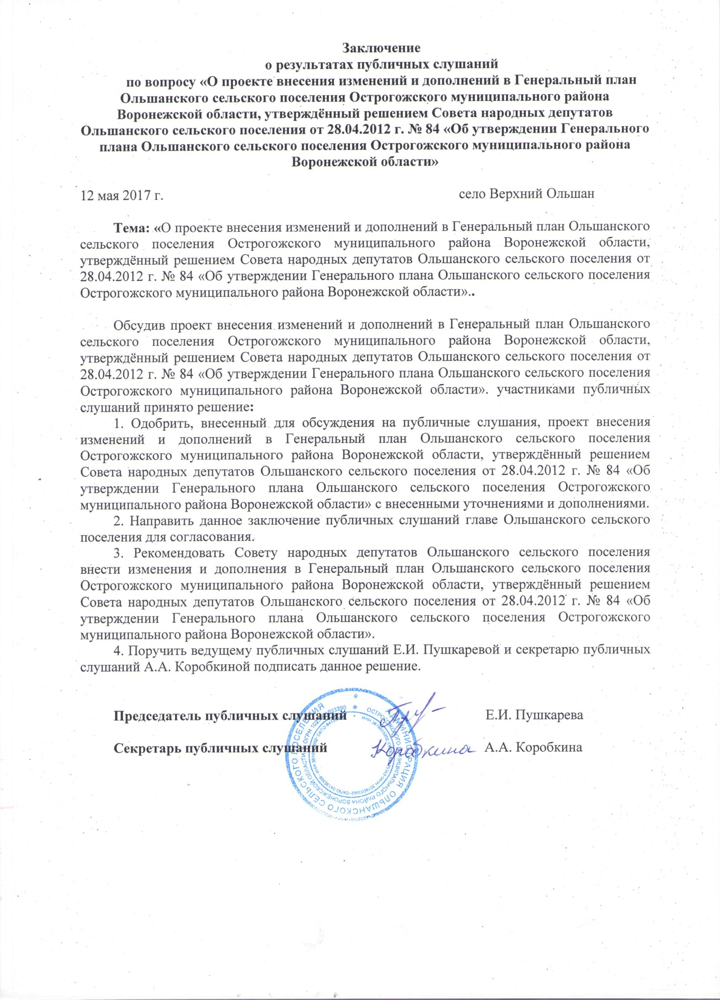 Заключение
о результатах публичных слушаний
по вопросу «О проекте внесения изменений и дополнений в Генеральный план
Ольшанского сельского поселения Острогожского муниципального района
Воронежской области, утверждённый решением Совета народных депутатов
Ольшанского сельского поселения от 28.04.2012 г. № 84 «Об утверждении Генерального
плана Ольшанского сельского поселения Острогожского муниципального района
Воронежской области»
12 мая 2017 г. село Верхний Ольшан
Тема: «О проекте внесения изменений и дополнений в Генеральный план Ольшанского
сельского поселения Острогожского муниципального района Воронежской области,
утверждённый решением Совета народных депутатов Ольшанского сельского поселения от
28.04.2012 г. № 84 «Об утверждении Генерального плана Ольшанского сельского поселения
Острогожского муниципального района Воронежской области»..
Обсудив проект внесения изменений и дополнений в Генеральный план Ольшанского
сельского поселения Острогожского муниципального района Воронежской области,
утверждённый решением Совета народных депутатов Ольшанского сельского поселения от
28.04.2012 г. № 84 «Об утверждении Генерального плана Ольшанского сельского поселения
Острогожского муниципального района Воронежской области». участниками публичных
слушаний принято решение:
1. Одобрить, внесенный для обсуждения на публичные слушания, проект внесения
изменений и дополнений в Генеральный план Ольшанского сельского поселения
Острогожского муниципального района Воронежской области, утверждённый решением
Совета народных депутатов Ольшанского сельского поселения от 28.04.2012 г. № 84 «Об
утверждении Генерального плана Ольшанского сельского поселения Острогожского
муниципального района Воронежской области» с внесенными уточнениями и дополнениями.
2. Направить данное заключение публичных слушаний главе Ольшанского сельского
поселения для согласования.
3. Рекомендовать Совету народных депутатов Ольшанского сельского поселения
внести изменения и дополнения в Генеральный план Ольшанского сельского поселения
Острогожского муниципального района Воронежской области, утверждённый решением
Совета народных депутатов Ольшанского сельского поселения от 28.04.2012 г. № 84 «Об
утверждении Генерального плана Ольшанского сельского поселения Острогожского
муниципального района Воронежской области».
4. Поручить ведущему публичных слушаний Е.И. Пушкаревой и секретарю публичных
слушаний А.А. Коробкиной подписать данное решение.
Председатель публичных слушаний Е.И. Пушкарева
Секретарь публичных слушаний Коробкина А.А. Коробкина
АДМИНИСТРАЦИЯ ОЛЬШАНСКОГО СЕЛЬСКОГО ПОСЕЛЕНИЯ
ОСТРОГОЖСКОГО МУНИЦИПАЛЬНОГО РАЙОНА ВОРОНЕЖСКОЙ ОБЛАСТИ